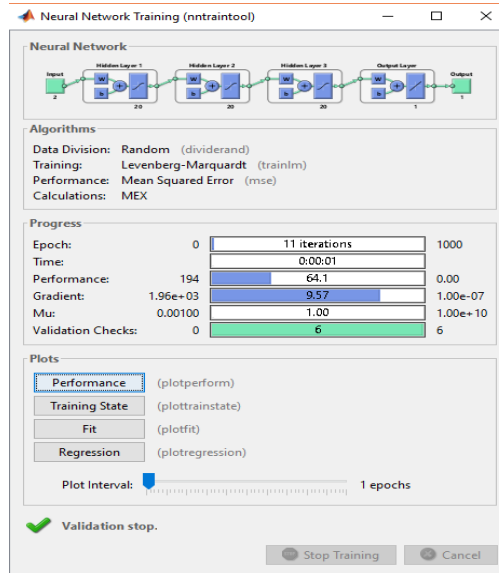 Neural Network Training (nntraintool)
Neural Network
Hidden Layer 1 Hidden Layer 2 Hidden Layer 3 Output Layer
Input Output
W W W W
+ + + +
b b b b
2 20 20 20 1 1
Algorithms
Data Division: Random (dividerand)
Training: Levenberg-Marquardt (trainlm)
Performance: Mean Squared Error (mse)
Calculations: MEX
Progress
Epoch: 0 11 iterations 1000
Time: 0:00:01
Performance: 194 64.1 0.00
Gradient: 1.96e+03 9.57 1.00e-07
Mu: 0.00100 1.00 1.00e+10
Validation Checks: 0 6 6
Plots
Performance (plotperform)
Training State (plottrainstate)
Fit (plotfit)
Regression (plotregression)
Plot Interval: 1 epochs
Validation stop.
Stop Training Cancel